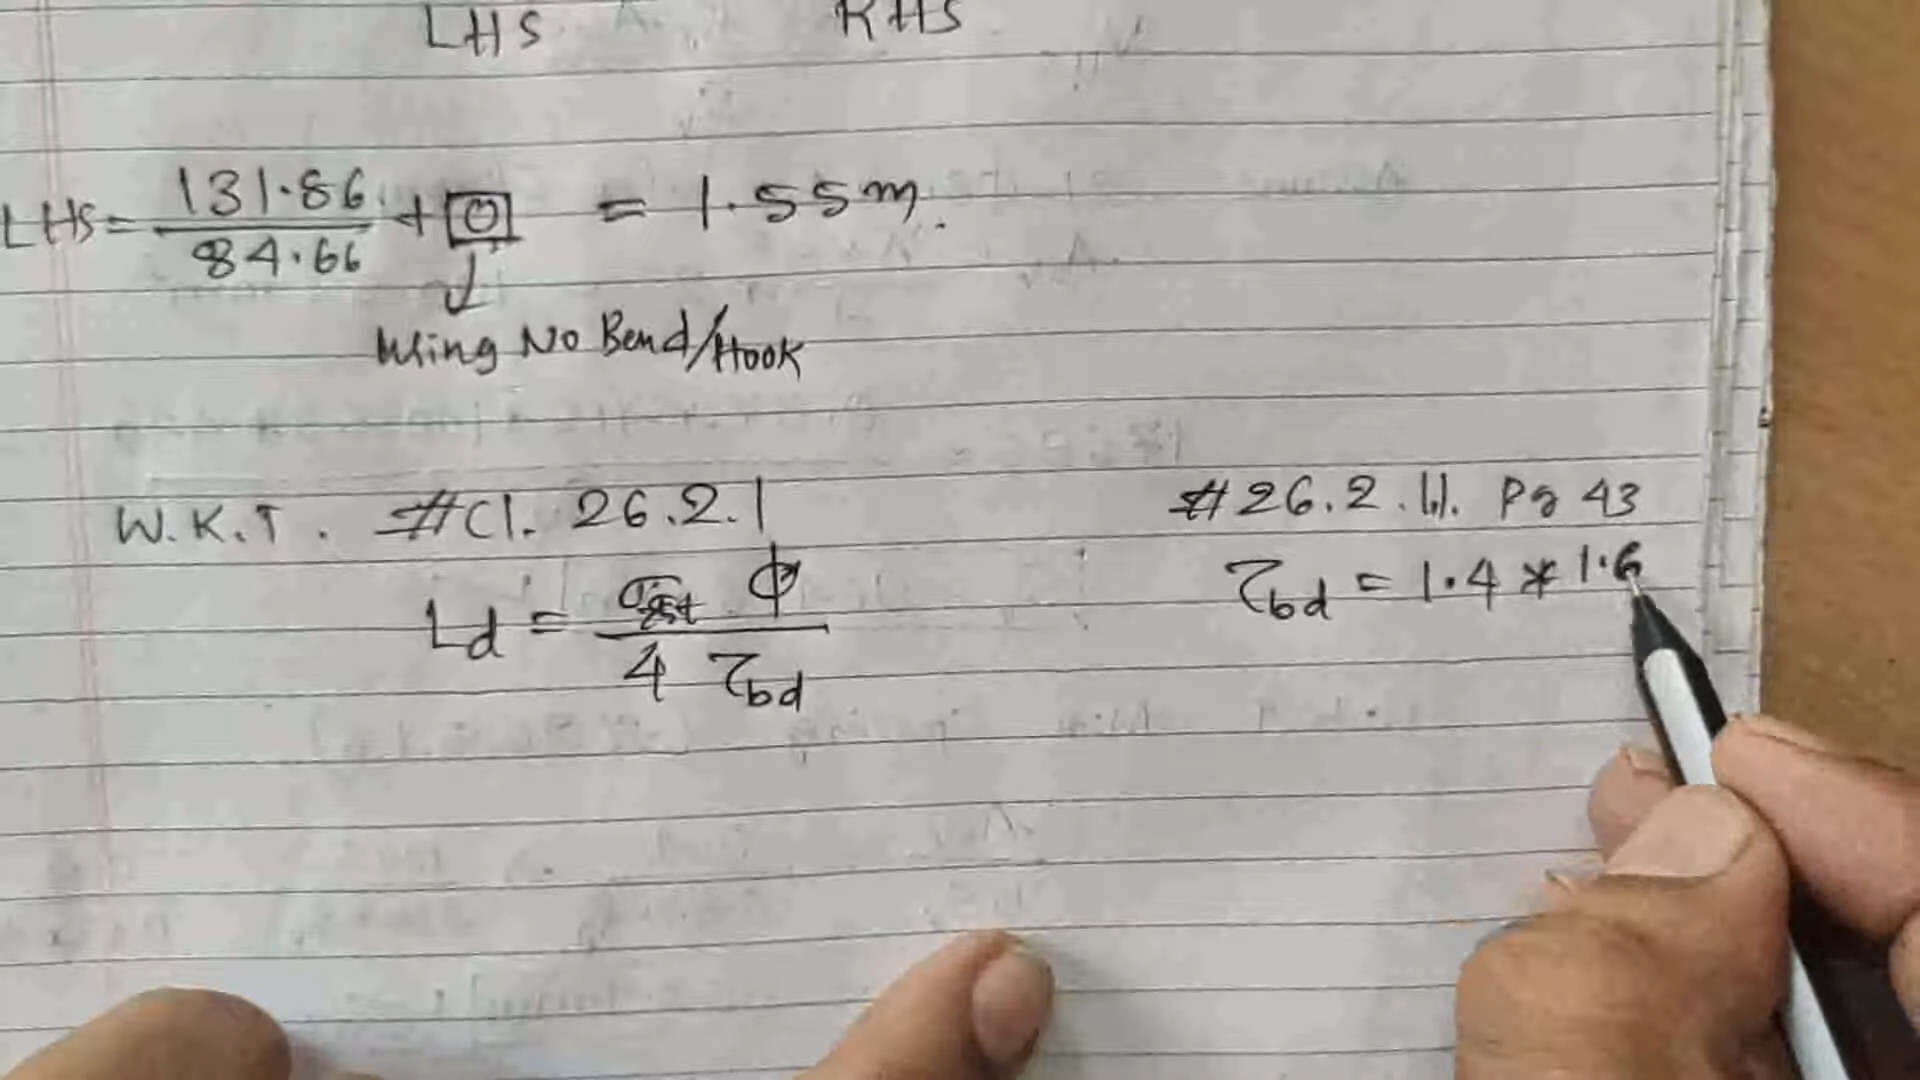 LHS RHS
LHS = 131.86 / 84.66 + 0 = 1.55m.
Using No Bend/Hook
W.K.T. #Cl. 26.2.1
#26.2.1.1. Pg 43
Ld = σst φ / 4 τbd
τbd = 1.4 * 1.6